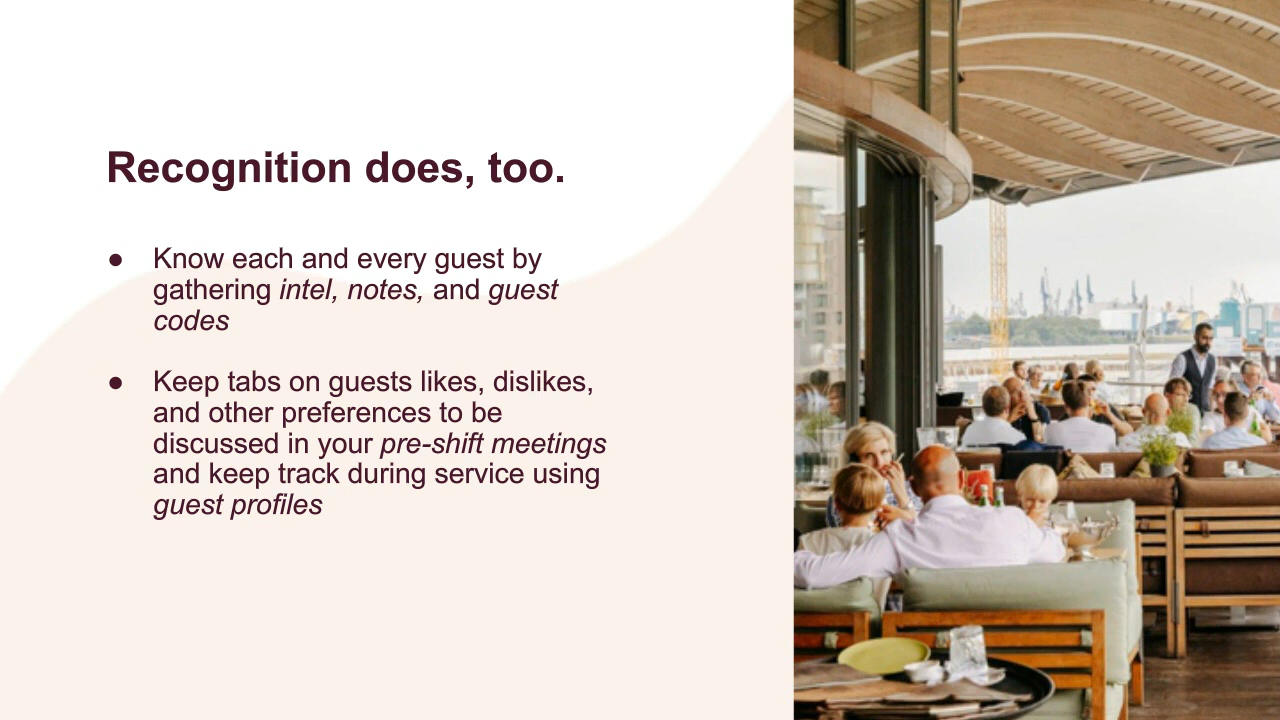 Recognition does, too.
● Know each and every guest by
gathering intel, notes, and guest
codes
● Keep tabs on guests likes, dislikes,
and other preferences to be
discussed in your pre-shift meetings
and keep track during service using
guest profiles